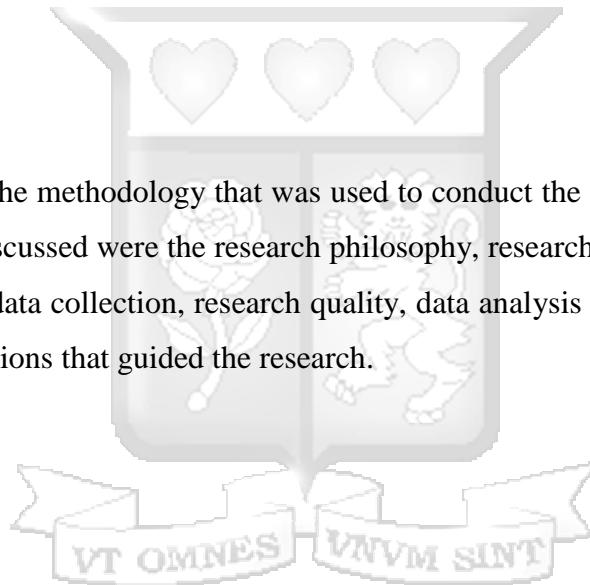 he methodology that was used to conduct the
scussed were the research philosophy, research
data collection, research quality, data analysis
tions that guided the research.
VT OMNES VNVM SINT